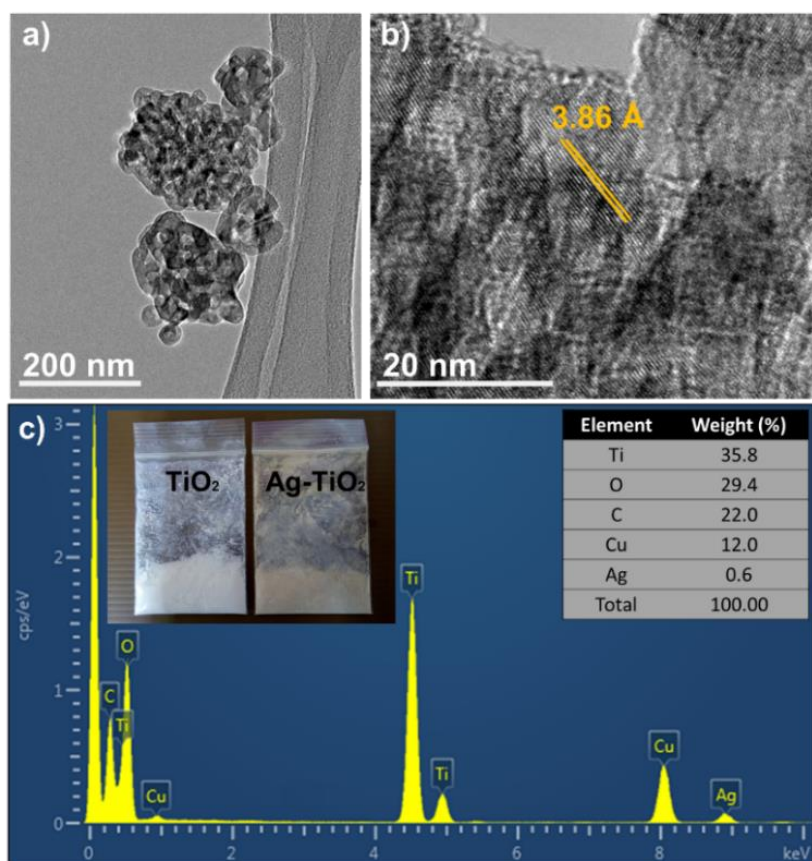 a)
200 nm
b)
3.86 Å
20 nm
c)
TiO₂
Ag-TiO₂
Element Weight (%)
Ti 35.8
O 29.4
C 22.0
Cu 12.0
Ag 0.6
Total 100.00
cps/eV
3
2
1
0
C
Ti
O
Cu
Ti
Ti
Cu
Ag
0 2 4 6 8 keV